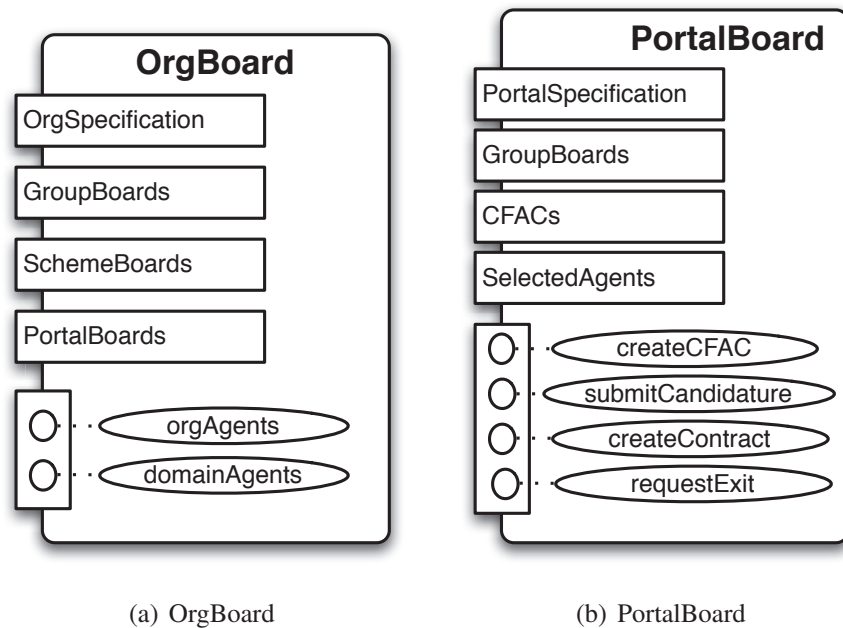 OrgBoard
OrgSpecification
GroupBoards
SchemeBoards
PortalBoards
orgAgents
domainAgents
(a) OrgBoard
PortalBoard
PortalSpecification
GroupBoards
CFACs
SelectedAgents
createCFAC
submitCandidature
createContract
requestExit
(b) PortalBoard